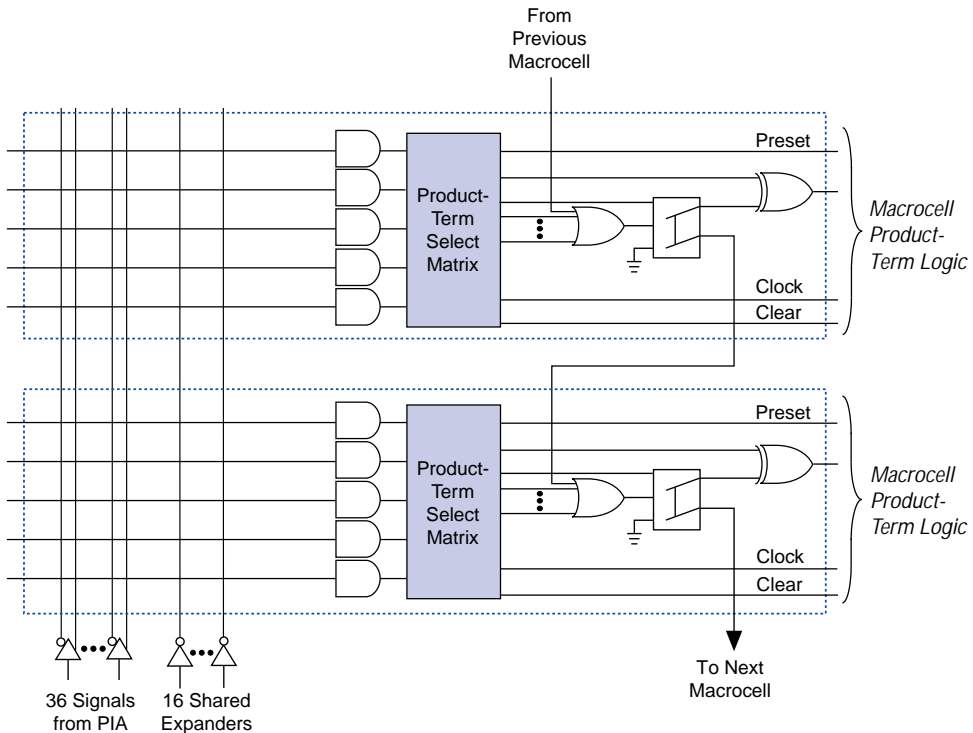 From
Previous
Macrocell
Preset
Product-
Term
Select
Matrix
Macrocell
Product-
Term Logic
Clock
Clear
Preset
Product-
Term
Select
Matrix
Macrocell
Product-
Term Logic
Clock
Clear
36 Signals
from PIA
16 Shared
Expanders
To Next
Macrocell